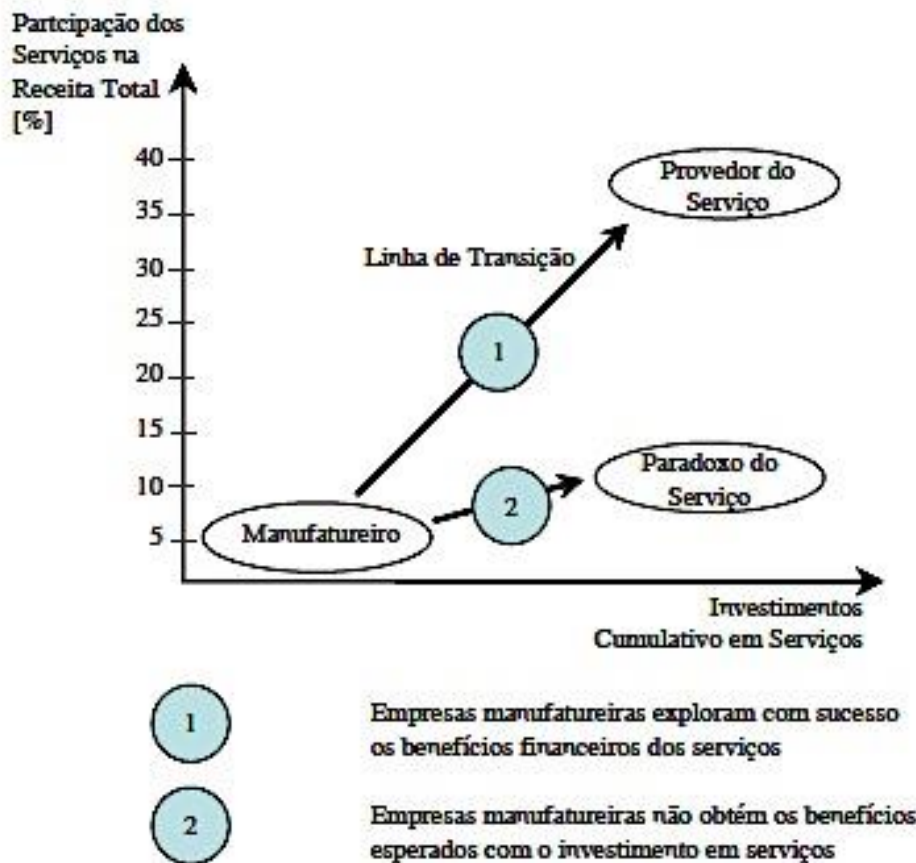 Partcipação dos
Serviços na
Receita Total
[%]
40
35
30
25
20
15
10
5
Provedor do
Serviço
Linha de Transição
1
Paradoxo do
Serviço
2
Manufatureiro
Investimentos
Cumulativo em Serviços
1
Empresas manufatureiras exploram com sucesso
os benefícios financeiros dos serviços
2
Empresas manufatureiras não obtém os benefícios
esperados com o investimento em serviços